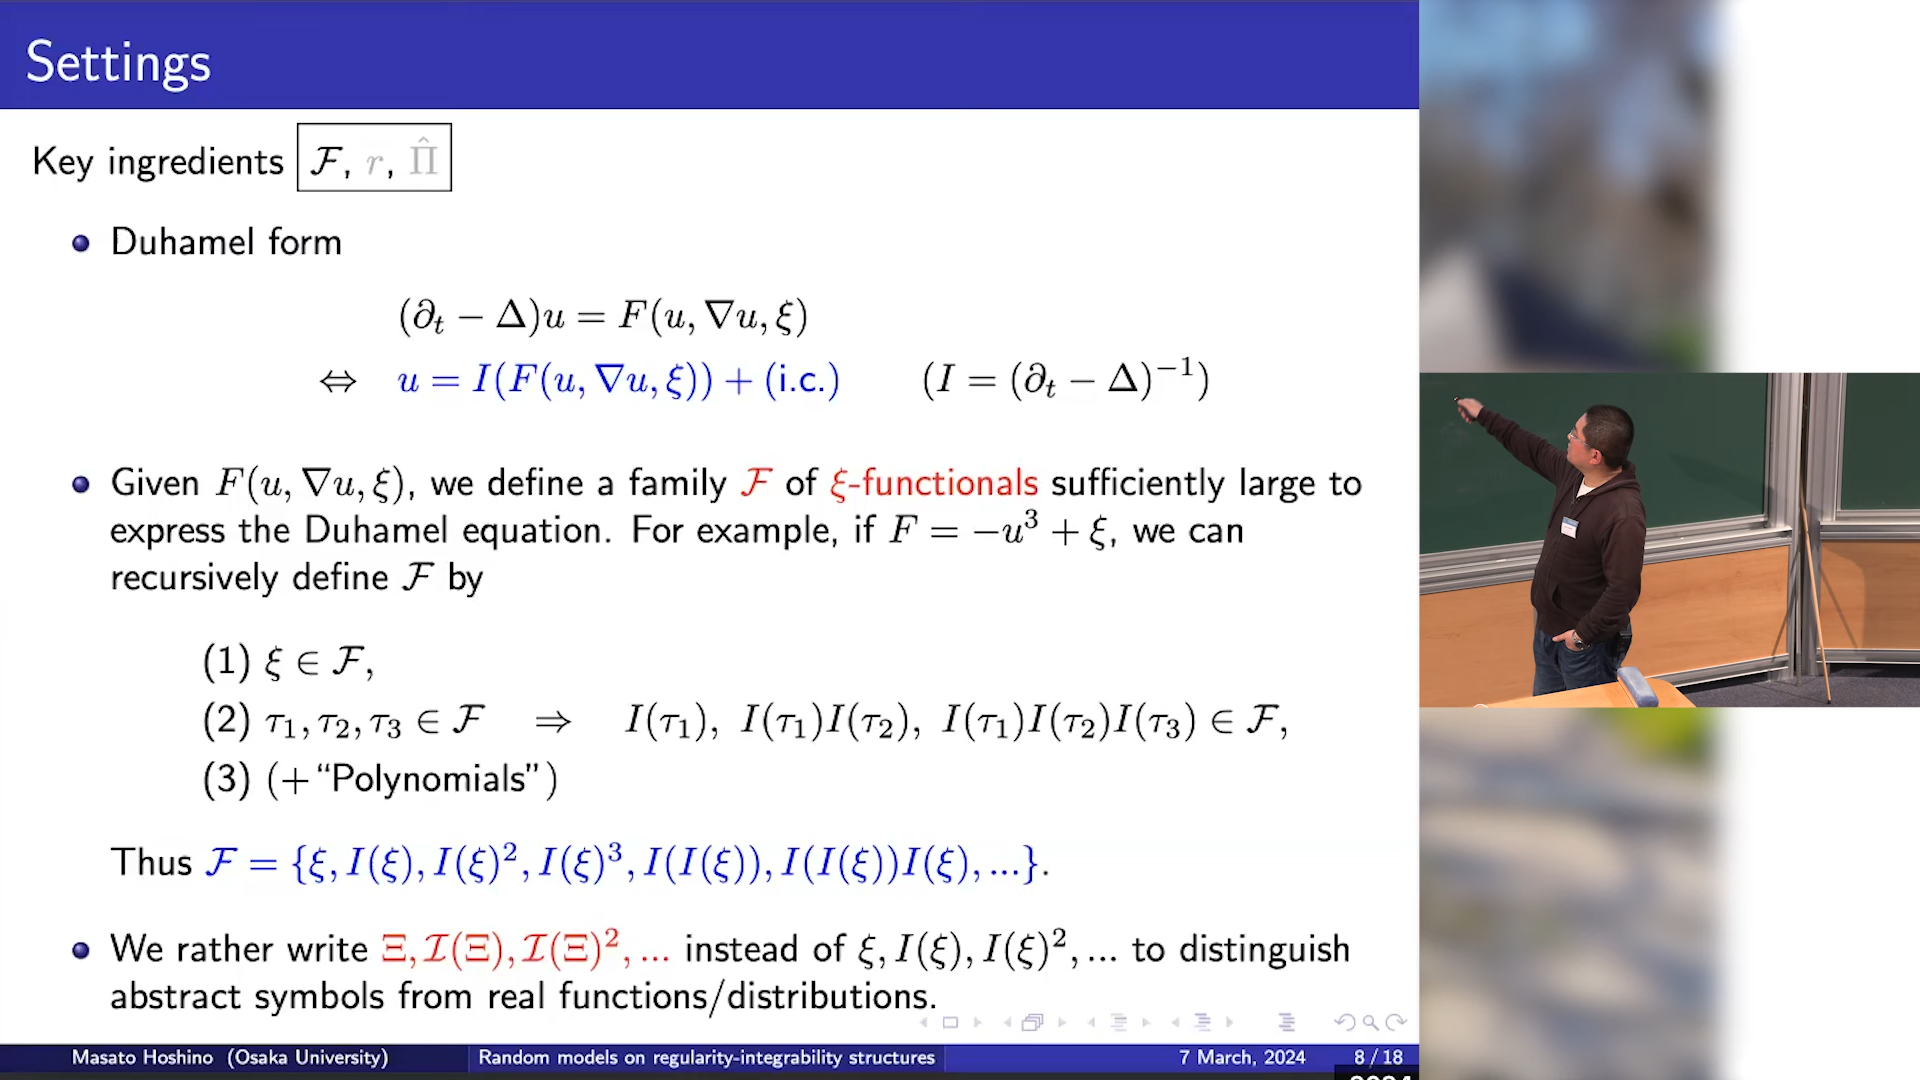 Settings
Key ingredients ℱ, r, Π̂
Duhamel form
(∂ₜ − Δ)u = F(u, ∇u, ξ)
⇔ u = I(F(u, ∇u, ξ)) + (i.c.) (I = (∂ₜ − Δ)⁻¹)
Given F(u, ∇u, ξ), we define a family ℱ of ξ-functionals sufficiently large to
express the Duhamel equation. For example, if F = −u³ + ξ, we can
recursively define ℱ by
(1) ξ ∈ ℱ,
(2) τ₁, τ₂, τ₃ ∈ ℱ ⇒ I(τ₁), I(τ₁)I(τ₂), I(τ₁)I(τ₂)I(τ₃) ∈ ℱ,
(3) (+ “Polynomials”)
Thus ℱ = {ξ, I(ξ), I(ξ)², I(ξ)³, I(I(ξ)), I(I(ξ))I(ξ), ...}.
We rather write Ξ, ℐ(Ξ), ℐ(Ξ)², ... instead of ξ, I(ξ), I(ξ)², ... to distinguish
abstract symbols from real functions/distributions.
Masato Hoshino (Osaka University) Random models on regularity-integrability structures 7 March, 2024 8 / 18